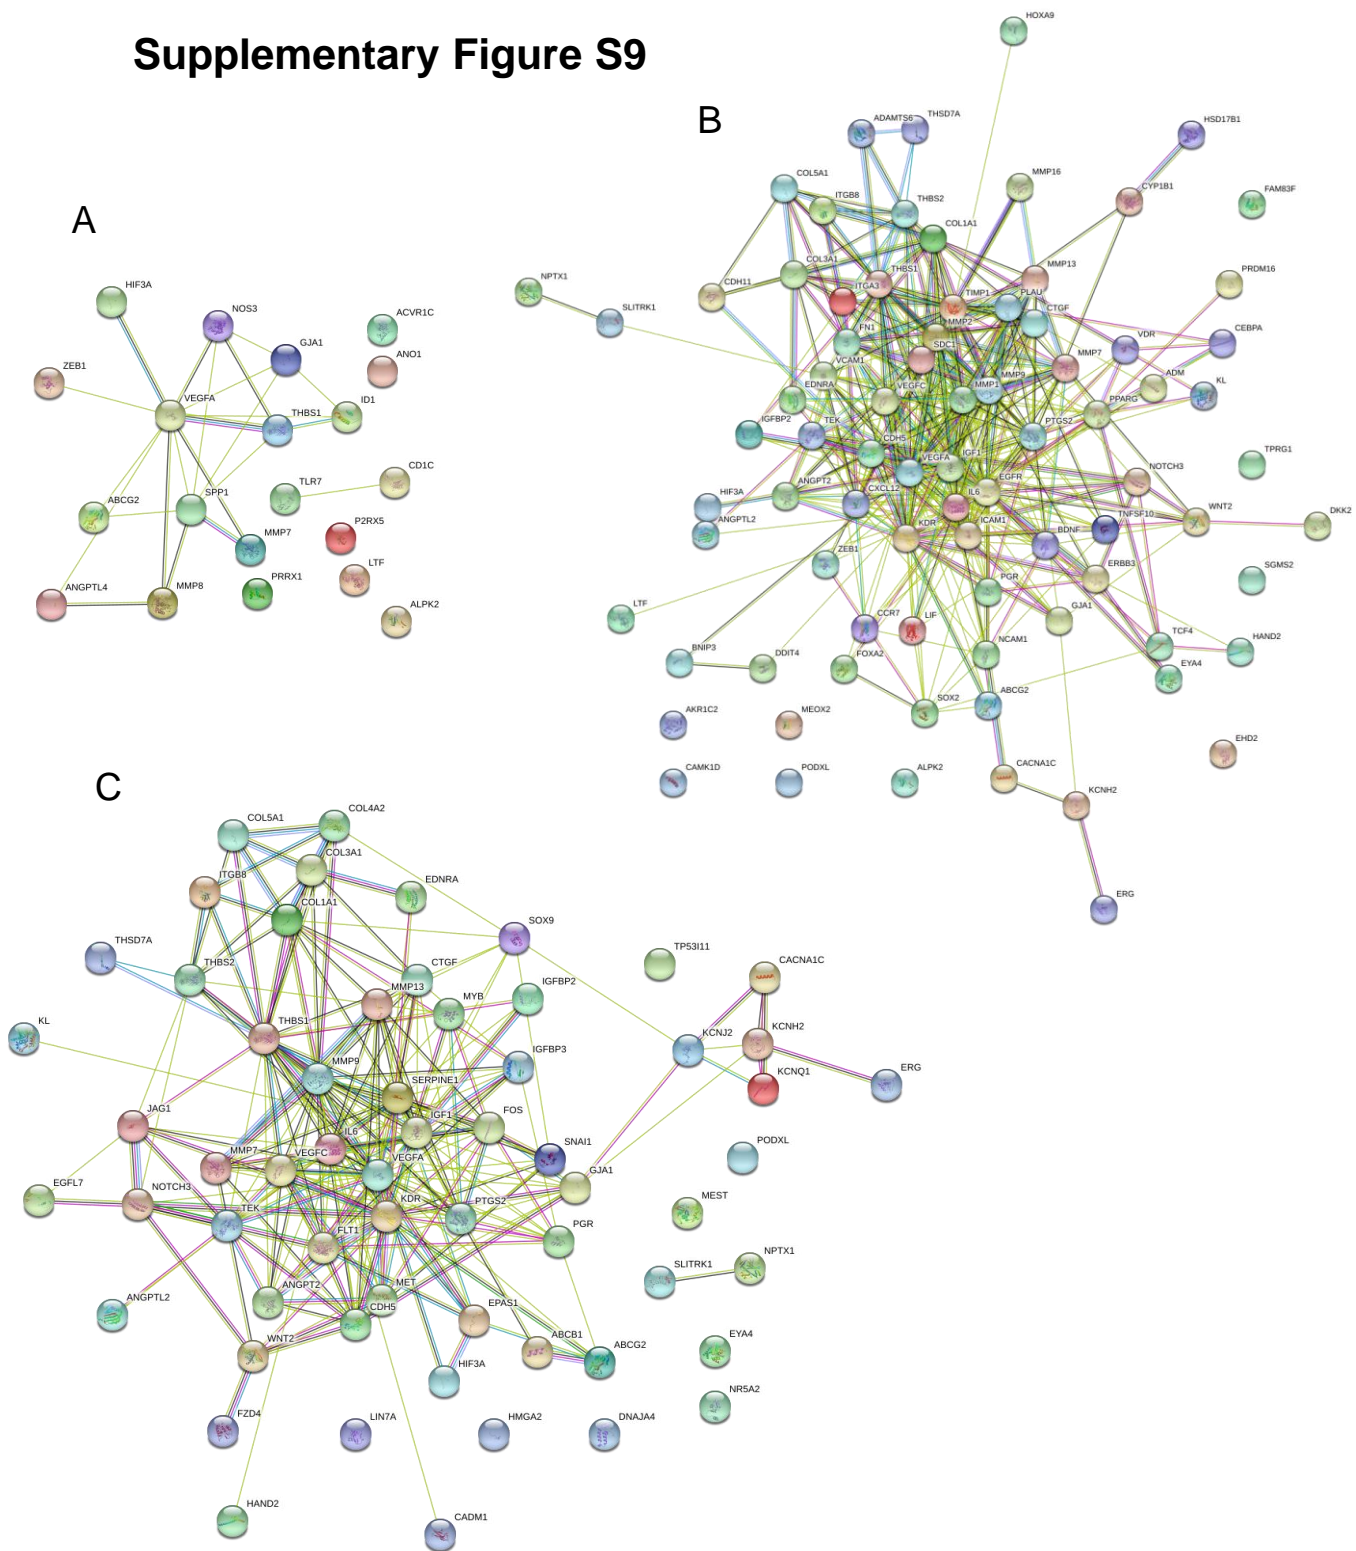 Supplementary Figure S9
A
HIF3A
NOS3
ACVR1C
GJA1
ANO1
ZEB1
VEGFA
ID1
THBS1
CD1C
TLR7
ABCG2
SPP1
P2RX5
MMP7
LTF
PRRX1
ANGPTL4
MMP8
ALPK2
B
HOXA9
ADAMTS6
THSD7A
HSD17B1
COL5A1
MMP16
ITGB8
THBS2
CYP1B1
FAM83F
COL1A1
COL3A1
THBS1
MMP13
NPTX1
CDH11
ITGA3
TIMP1
PLAU
PRDM16
SLITRK1
CTGF
FN1
MMP2
VDR
CEBPA
SDC1
VCAM1
MMP7
MMP9
EDNRA
VEGFC
MMP1
ADM
KL
PPARG
IGFBP2
TEK
PTGS2
CDH5
VEGFA
IGF1
TPRG1
ANGPT2
EGFR
NOTCH3
HIF3A
CXCL12
IL6
ANGPTL2
TNFSF10
WNT2
DKK2
KDR
ICAM1
BDNF
ZEB1
ERBB3
SGMS2
PGR
LTF
CCR7
LIF
GJA1
TCF4
HAND2
BNIP3
DDIT4
FOXA2
NCAM1
EYA4
SOX2
ABCG2
AKR1C2
MEOX2
EHD2
CAMK1D
PODXL
ALPK2
CACNA1C
KCNH2
ERG
C
COL5A1
COL4A2
COL3A1
ITGB8
EDNRA
COL1A1
SOX9
THSD7A
THBS2
CTGF
TP53I11
CACNA1C
MMP13
MYB
IGFBP2
KL
THBS1
KCNJ2
KCNH2
MMP9
IGFBP3
SERPINE1
KCNQ1
ERG
JAG1
IGF1
FOS
IL6
SNAI1
MMP7
VEGFC
VEGFA
PODXL
GJA1
EGFL7
NOTCH3
TEK
KDR
PTGS2
MEST
FLT1
PGR
SLITRK1
NPTX1
ANGPTL2
ANGPT2
MET
CDH5
EPAS1
WNT2
ABCB1
ABCG2
EYA4
HIF3A
NR5A2
FZD4
LIN7A
HMGA2
DNAJA4
HAND2
CADM1